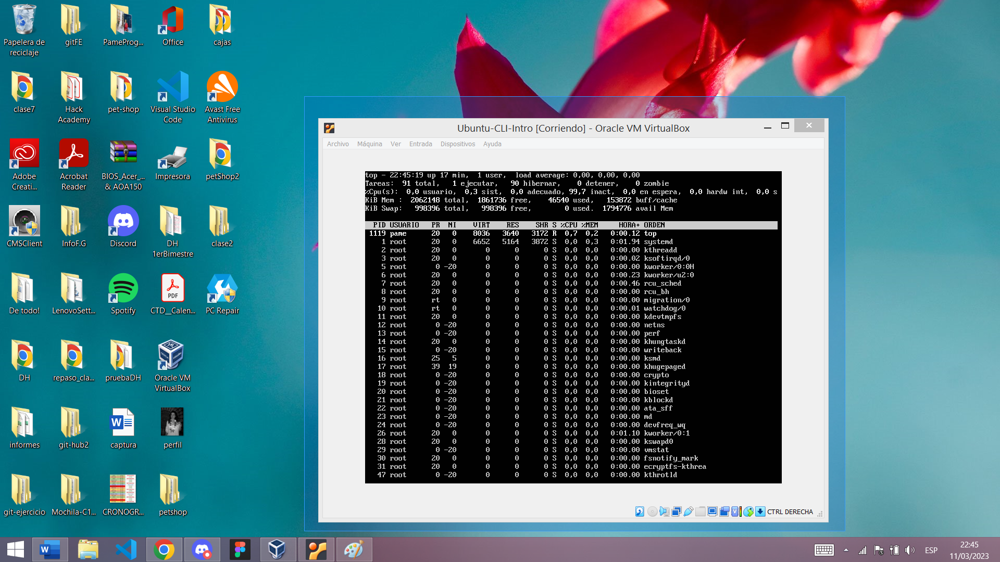 Papelera de
reciclaje
gitFE
PameProg...
Office
cajas
clase7
Hack
Academy
pet-shop
Visual Studio
Code
Avast Free
Antivirus
Adobe
Creati...
Acrobat
Reader
BIOS_Acer_...
& AOA150
Impresora
petShop2
CMSClient
InfoF.G
Discord
DH
1erBimestre
clase2
De todo!
LenovoSett...
Spotify
PDF
CTD__Calen...
PC Repair
DH
repaso_cla...
pruebaDH
Oracle VM
VirtualBox
informes
git-hub2
captura
perfil
git-ejercicio
Mochila-C1...
CRONOGR...
petshop
Ubuntu-CLI-Intro [Corriendo] - Oracle VM VirtualBox
Archivo Máquina Ver Entrada Dispositivos Ayuda
top - 22:45:19 up 17 min, 1 user, load average: 0,00, 0,00, 0,00
Tareas: 91 total, 1 ejecutar, 90 hibernar, 0 detener, 0 zombie
%Cpu(s): 0,0 usuario, 0,3 sist, 0,0 adecuado, 99,7 inact, 0,0 en espera, 0,0 hardw int, 0,0 s
KiB Mem : 2062148 total, 1861736 free, 46540 used, 153872 buff/cache
KiB Swap: 998396 total, 998396 free, 0 used. 1794776 avail Mem
PID USUARIO PR NI VIRT RES SHR S %CPU %MEM HORA+ ORDEN
1119 pame 20 0 8036 3640 3172 R 0,7 0,2 0:00.12 top
1 root 20 0 6652 5164 3872 S 0,0 0,3 0:01.94 systemd
2 root 20 0 0 0 0 S 0,0 0,0 0:00.00 kthreadd
3 root 20 0 0 0 0 S 0,0 0,0 0:00.02 ksoftirqd/0
5 root 0 -20 0 0 0 S 0,0 0,0 0:00.00 kworker/0:0H
6 root 20 0 0 0 0 S 0,0 0,0 0:00.23 kworker/u2:0
7 root 20 0 0 0 0 S 0,0 0,0 0:00.46 rcu_sched
8 root 20 0 0 0 0 S 0,0 0,0 0:00.00 rcu_bh
9 root rt 0 0 0 0 S 0,0 0,0 0:00.00 migration/0
10 root rt 0 0 0 0 S 0,0 0,0 0:00.01 watchdog/0
11 root 20 0 0 0 0 S 0,0 0,0 0:00.00 kdevtmpfs
12 root 0 -20 0 0 0 S 0,0 0,0 0:00.00 netns
13 root 0 -20 0 0 0 S 0,0 0,0 0:00.00 perf
14 root 20 0 0 0 0 S 0,0 0,0 0:00.00 khungtaskd
15 root 0 -20 0 0 0 S 0,0 0,0 0:00.00 writeback
16 root 25 5 0 0 0 S 0,0 0,0 0:00.00 ksmd
17 root 39 19 0 0 0 S 0,0 0,0 0:00.00 khugepaged
18 root 0 -20 0 0 0 S 0,0 0,0 0:00.00 crypto
19 root 0 -20 0 0 0 S 0,0 0,0 0:00.00 kintegrityd
20 root 0 -20 0 0 0 S 0,0 0,0 0:00.00 bioset
21 root 0 -20 0 0 0 S 0,0 0,0 0:00.00 kblockd
22 root 0 -20 0 0 0 S 0,0 0,0 0:00.00 ata_sff
23 root 0 -20 0 0 0 S 0,0 0,0 0:00.00 md
24 root 0 -20 0 0 0 S 0,0 0,0 0:00.00 devfreq_wq
26 root 20 0 0 0 0 S 0,0 0,0 0:01.10 kworker/0:1
28 root 20 0 0 0 0 S 0,0 0,0 0:00.00 kswapd0
29 root 0 -20 0 0 0 S 0,0 0,0 0:00.00 vmstat
30 root 20 0 0 0 0 S 0,0 0,0 0:00.00 fsnotify_mark
31 root 20 0 0 0 0 S 0,0 0,0 0:00.00 ecryptfs-kthrea
47 root 0 -20 0 0 0 S 0,0 0,0 0:00.00 kthrotld
CTRL DERECHA
ESP
22:45
11/03/2023